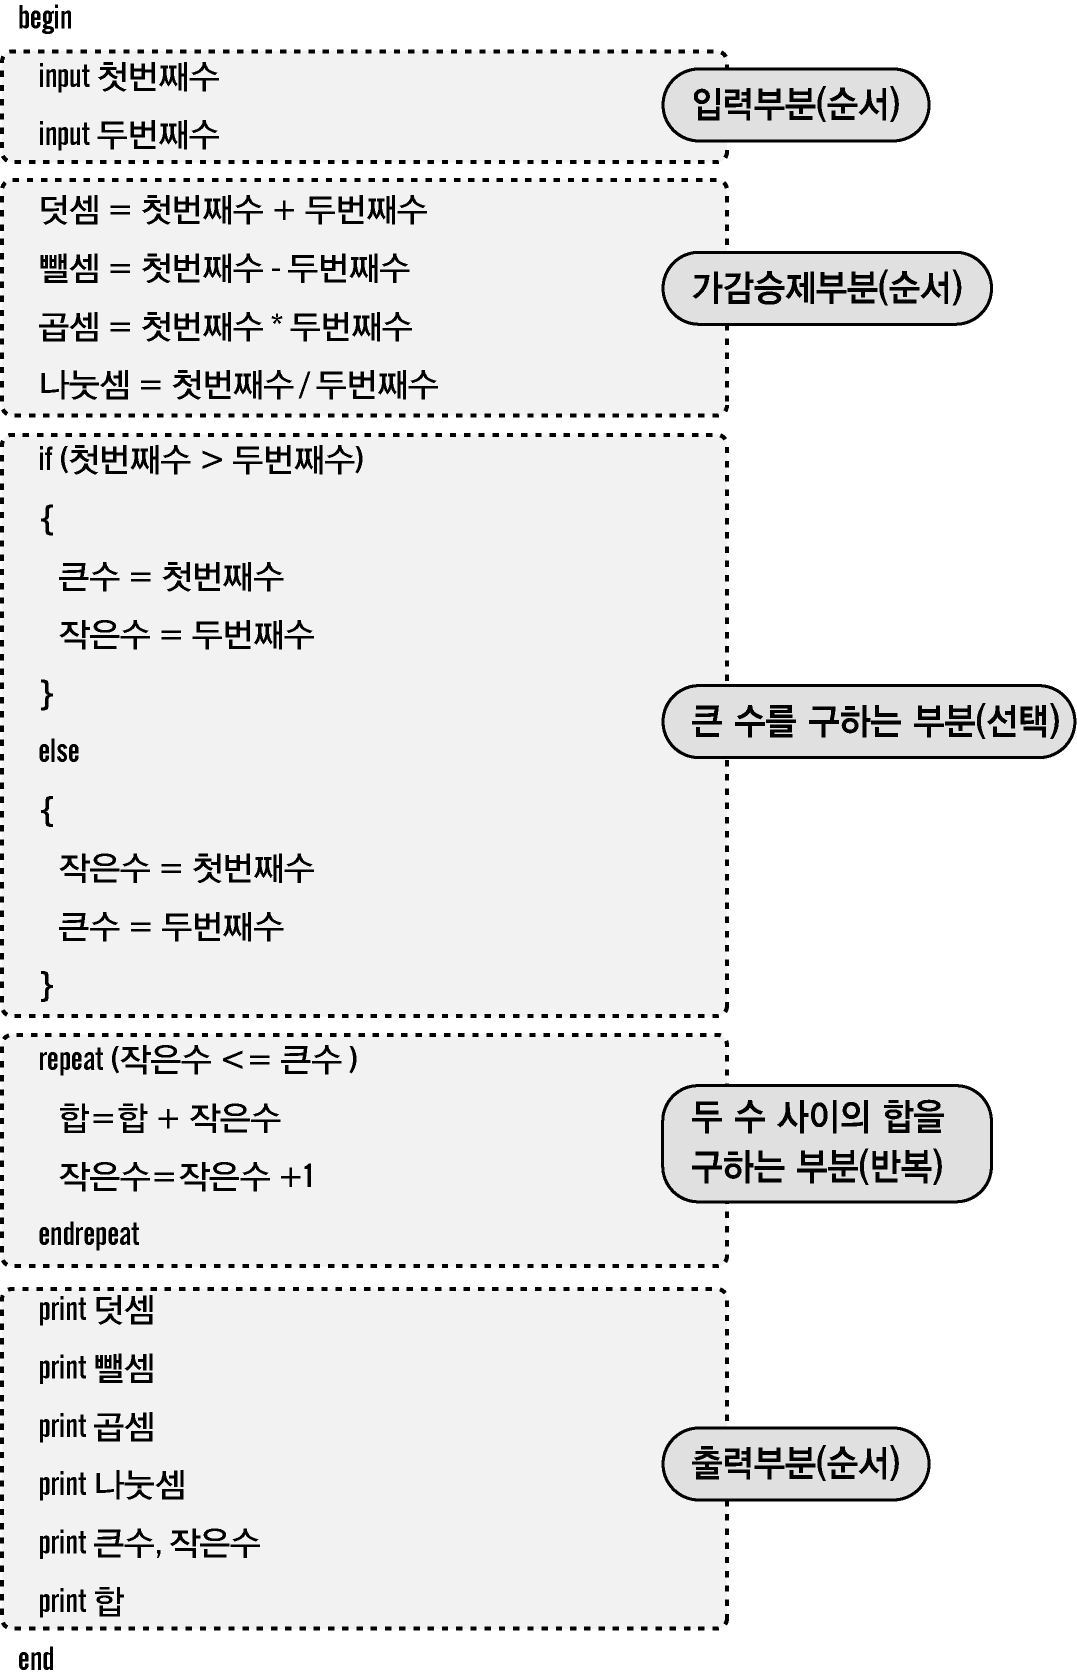 begin
input 첫번째수
input 두번째수
입력부분(순서)
덧셈 = 첫번째수 + 두번째수
뺄셈 = 첫번째수 - 두번째수
곱셈 = 첫번째수 * 두번째수
나눗셈 = 첫번째수 / 두번째수
가감승제부분(순서)
if (첫번째수 > 두번째수)
{
큰수 = 첫번째수
작은수 = 두번째수
}
else
{
작은수 = 첫번째수
큰수 = 두번째수
}
큰 수를 구하는 부분(선택)
repeat (작은수 <= 큰수 )
합=합 + 작은수
작은수=작은수 +1
endrepeat
두 수 사이의 합을
구하는 부분(반복)
print 덧셈
print 뺄셈
print 곱셈
print 나눗셈
print 큰수, 작은수
print 합
출력부분(순서)
end